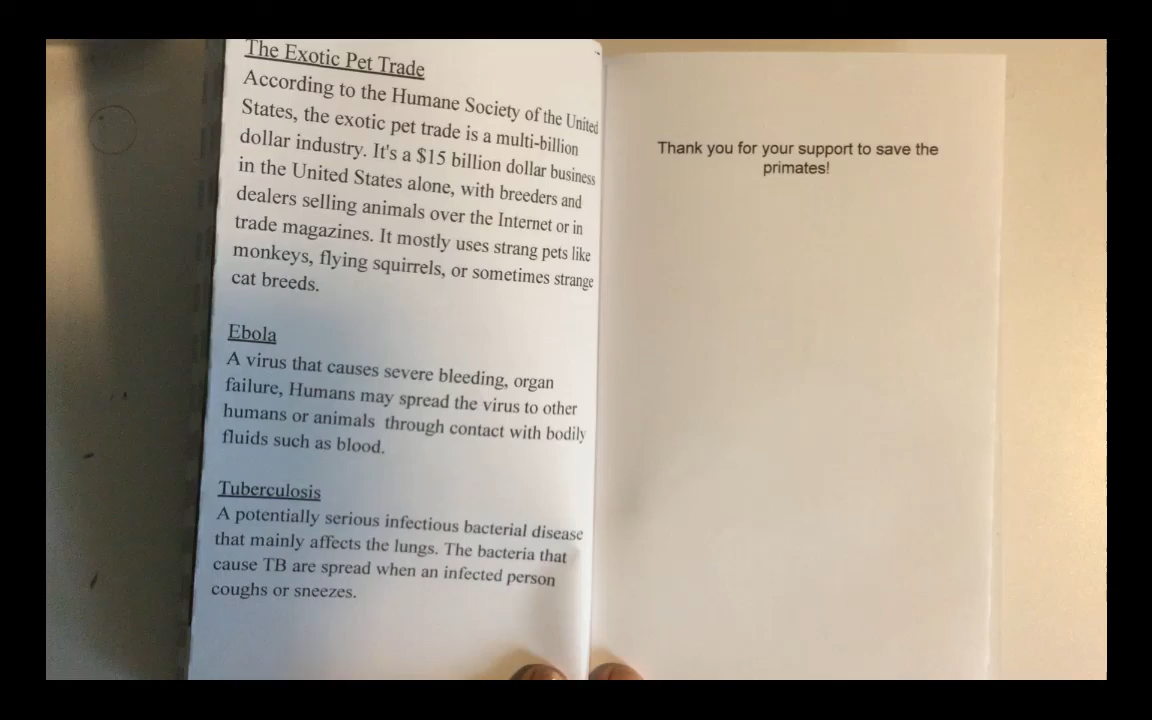 The Exotic Pet Trade
According to the Humane Society of the United
States, the exotic pet trade is a multi-billion
dollar industry. It's a $15 billion dollar business
in the United States alone, with breeders and
dealers selling animals over the Internet or in
trade magazines. It mostly uses strang pets like
monkeys, flying squirrels, or sometimes strange
cat breeds.
Ebola
A virus that causes severe bleeding, organ
failure, Humans may spread the virus to other
humans or animals through contact with bodily
fluids such as blood.
Tuberculosis
A potentially serious infectious bacterial disease
that mainly affects the lungs. The bacteria that
cause TB are spread when an infected person
coughs or sneezes.
Thank you for your support to save the
primates!